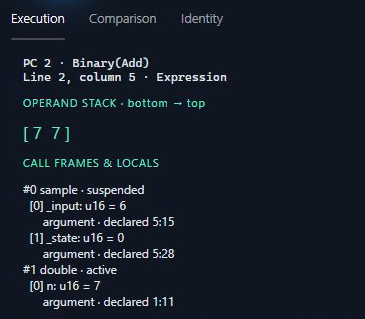 Execution Comparison Identity
PC 2 · Binary(Add)
Line 2, column 5 · Expression
OPERAND STACK · bottom → top
[ 7 7 ]
CALL FRAMES & LOCALS
#0 sample · suspended
[0] _input: u16 = 6
argument · declared 5:15
[1] _state: u16 = 0
argument · declared 5:28
#1 double · active
[0] n: u16 = 7
argument · declared 1:11